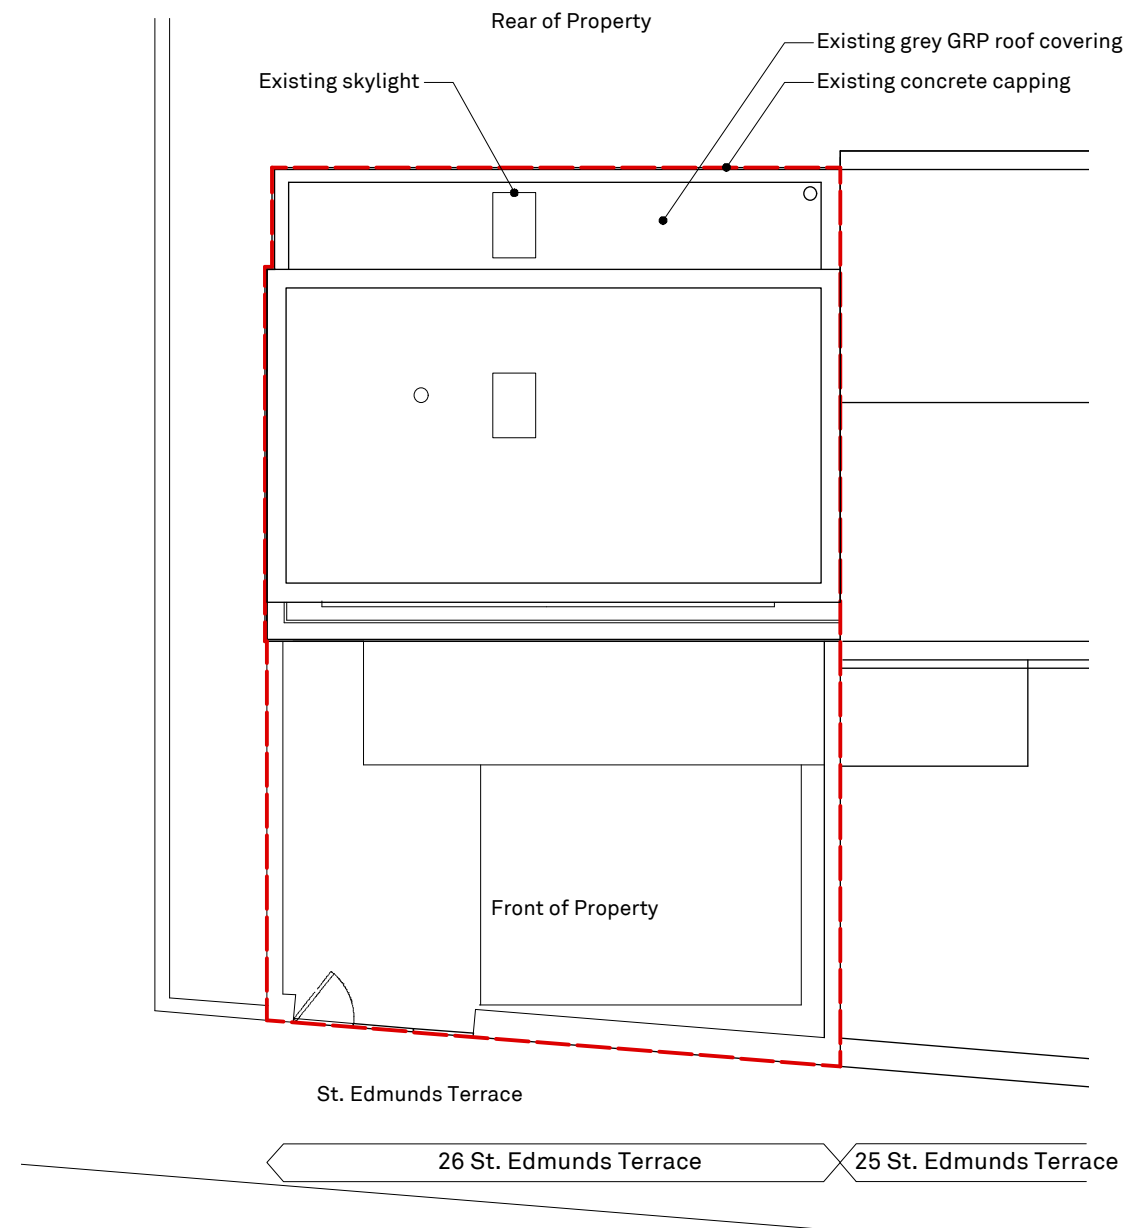 Rear of Property
Existing grey GRP roof covering
Existing skylight
Existing concrete capping
Front of Property
St. Edmunds Terrace
26 St. Edmunds Terrace
25 St. Edmunds Terrace